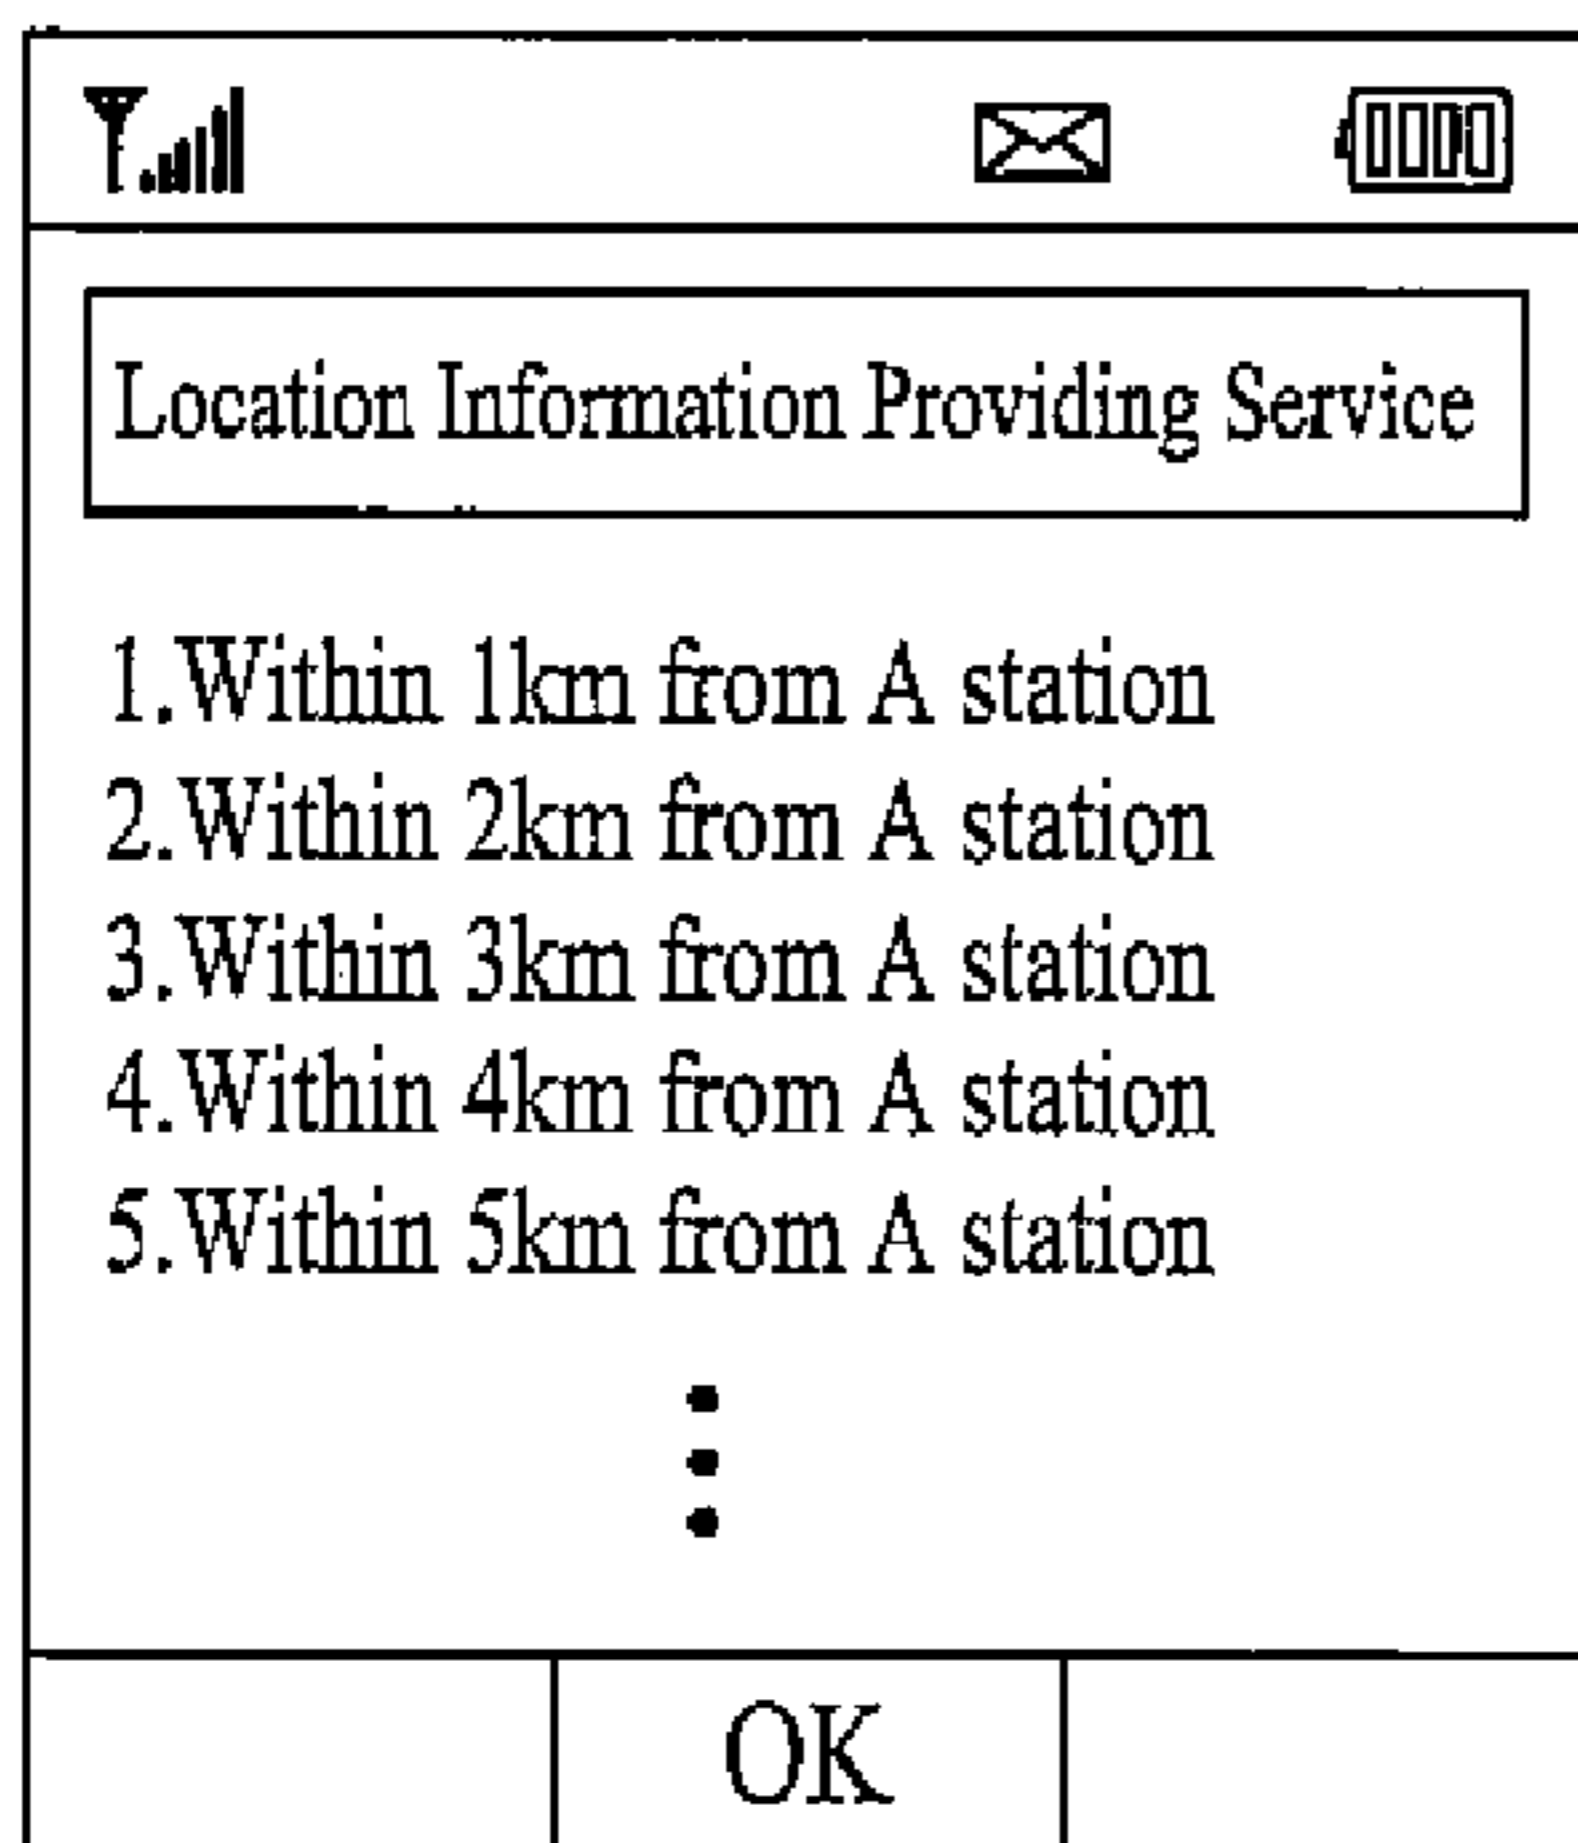 Location Information Providing Service
1.Within 1km from A station
2.Within 2km from A station
3.Within 3km from A station
4.Within 4km from A station
5.Within 5km from A station
OK